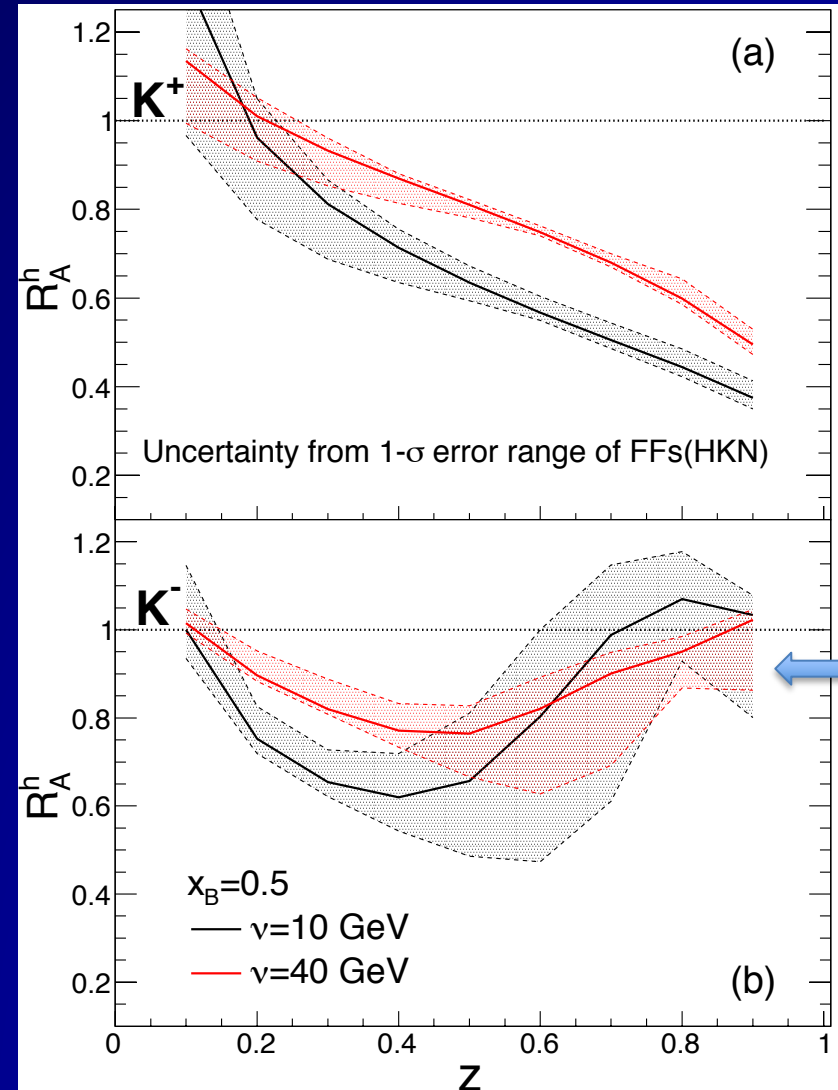 (a)
K+
1.2
1
0.8
0.6
0.4
0.2
R_A^h
Uncertainty from 1-σ error range of FFs(HKN)
K-
1.2
1
0.8
0.6
0.4
0.2
R_A^h
x_B=0.5
ν=10 GeV
ν=40 GeV
(b)
0 0.2 0.4 0.6 0.8 1
z